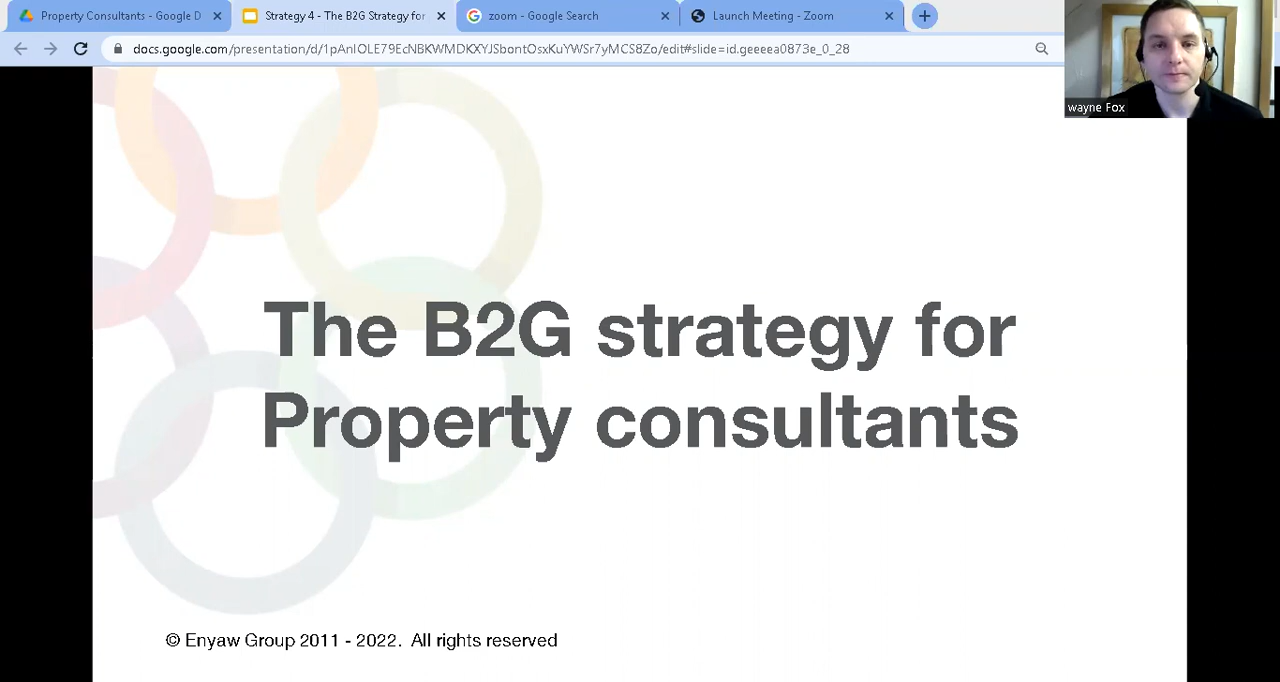 Property Consultants - Google D
Strategy 4 - The B2G Strategy for
zoom - Google Search
Launch Meeting - Zoom
docs.google.com/presentation/d/1pAnIOLE79EcNBKWMDKXYJSbontOsxKuYWSr7yMCS8Zo/edit#slide=id.geeeea0873e_0_28
wayne Fox
The B2G strategy for
Property consultants
© Enyaw Group 2011 - 2022. All rights reserved